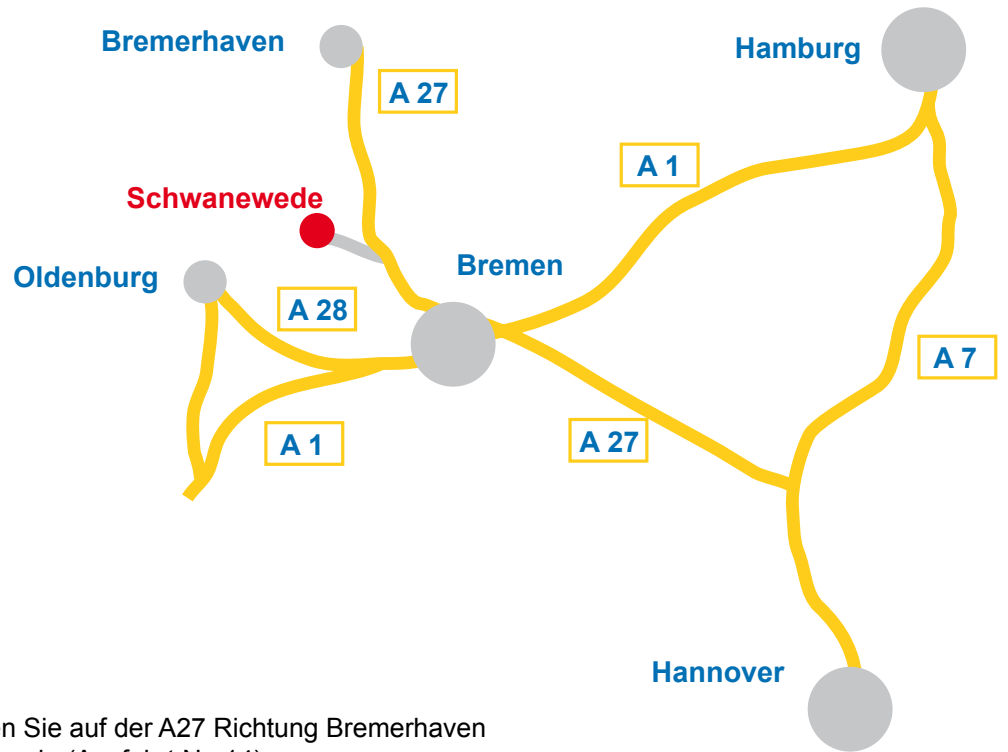 Bremerhaven
Hamburg
A 27
A 1
Schwanewede
Bremen
Oldenburg
A 28
A 7
A 1
A 27
Hannover
Sie auf der A27 Richtung Bremerhaven